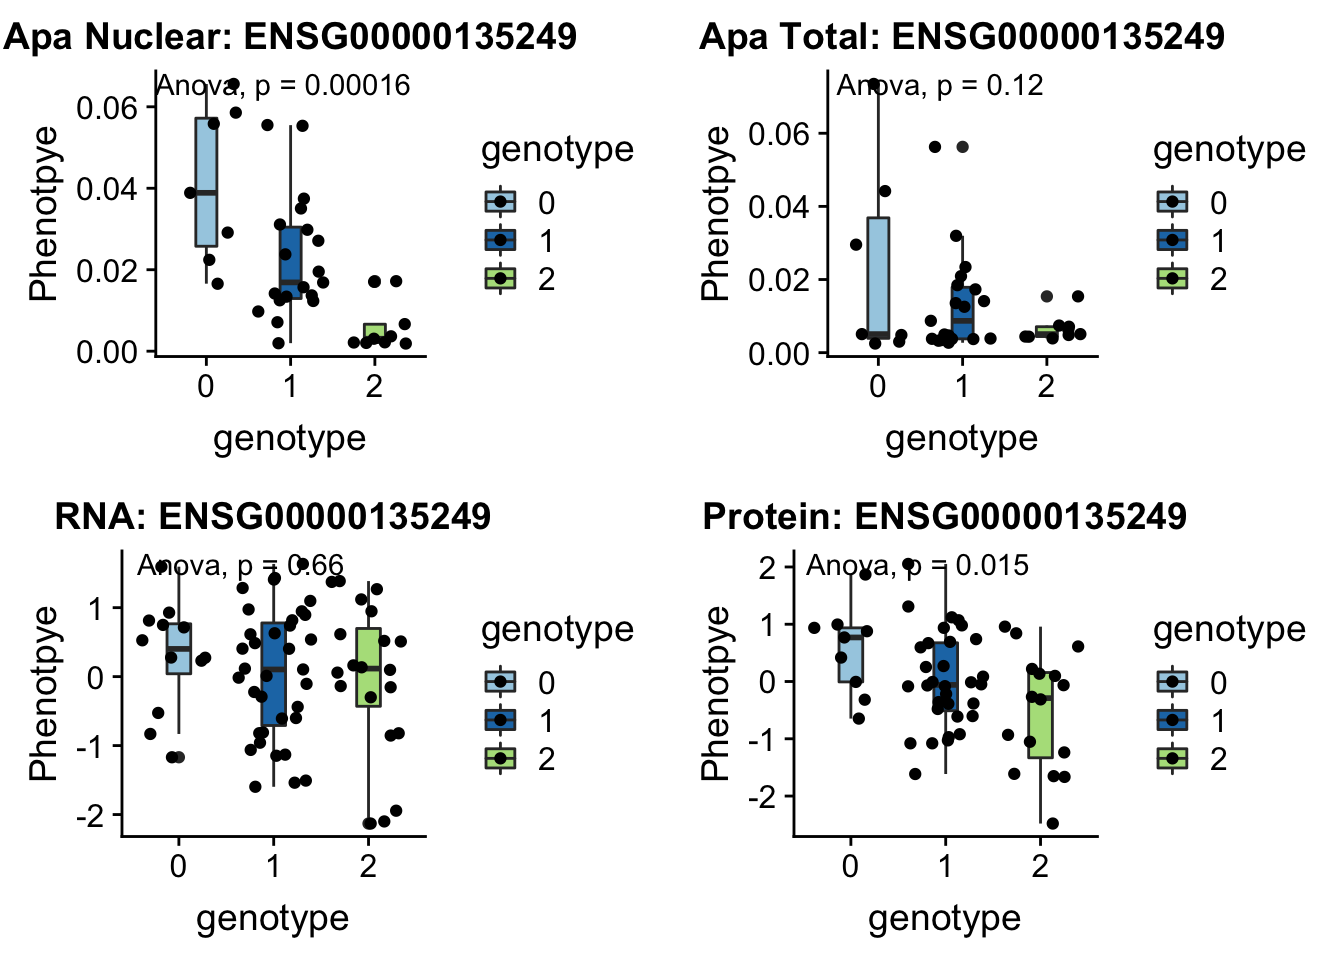 Apa Nuclear: ENSG00000135249
Anova, p = 0.00016
Phenotpye
0.06
0.04
0.02
0.00
0 1 2
genotype
genotype
0
1
2
Apa Total: ENSG00000135249
Anova, p = 0.12
Phenotpye
0.06
0.04
0.02
0.00
0 1 2
genotype
genotype
0
1
2
RNA: ENSG00000135249
Anova, p = 0.66
Phenotpye
1
0
-1
-2
0 1 2
genotype
genotype
0
1
2
Protein: ENSG00000135249
Anova, p = 0.015
Phenotpye
2
1
0
-1
-2
0 1 2
genotype
genotype
0
1
2